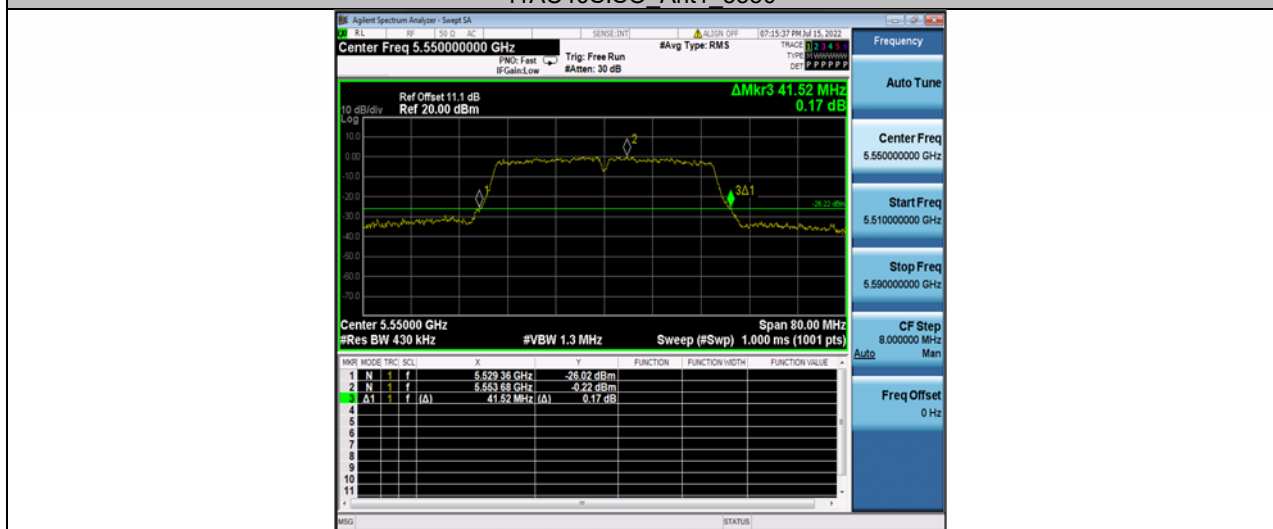 Agilent Spectrum Analyzer - Swept SA
RL RF 50 Ω AC SENSE:INT ALIGN OFF 07:15:37 PM Jul 15, 2022
Center Freq 5.550000000 GHz #Avg Type: RMS TRACE 1 2 3 4 5 6
PNO: Fast Trig: Free Run TYPE M WWWWW
IFGain:Low #Atten: 30 dB DET P P P P P P
Frequency
Auto Tune
ΔMkr3 41.52 MHz
Ref Offset 11.1 dB
10 dB/div Ref 20.00 dBm 0.17 dB
Log
10.0
0.00
-10.0
-20.0
-30.0
-40.0
-50.0
-60.0
-70.0
1
2
3Δ1
-26.22 dBm
Center Freq
5.550000000 GHz
Start Freq
5.510000000 GHz
Stop Freq
5.590000000 GHz
CF Step
8.000000 MHz
Auto Man
Freq Offset
0 Hz
Center 5.55000 GHz Span 80.00 MHz
#Res BW 430 kHz #VBW 1.3 MHz Sweep (#Swp) 1.000 ms (1001 pts)
MKR MODE TRC SCL X Y FUNCTION FUNCTION WIDTH FUNCTION VALUE
1 N 1 f 5.529 36 GHz -26.02 dBm
2 N 1 f 5.553 68 GHz -0.22 dBm
3 Δ1 1 f (Δ) 41.52 MHz (Δ) 0.17 dB
4
5
6
7
8
9
10
11
MSG STATUS